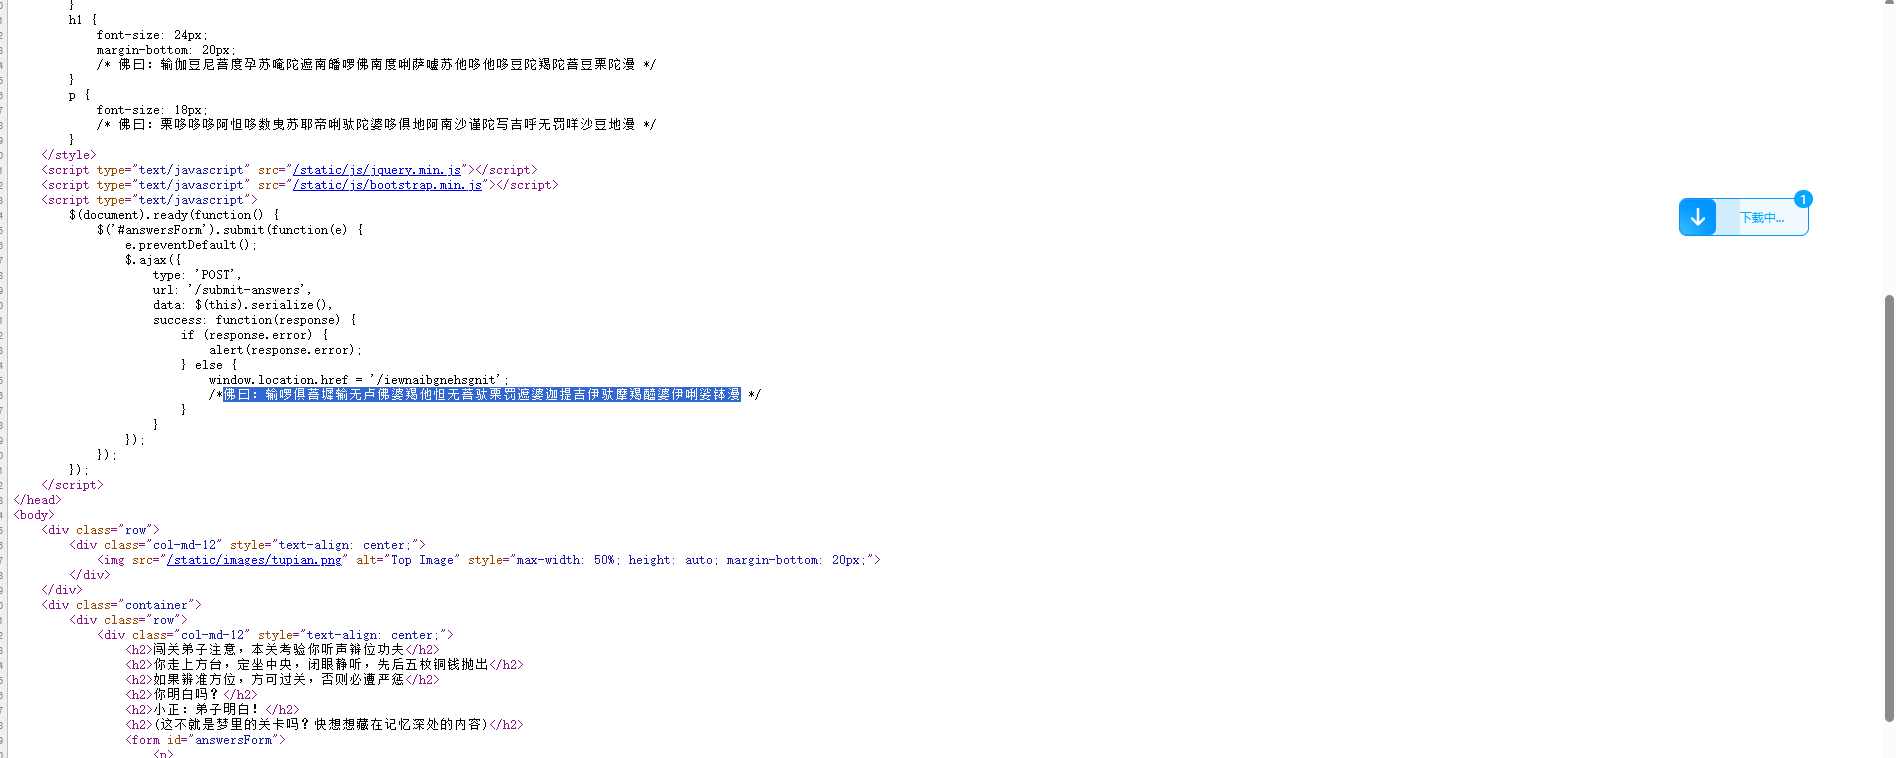 }
h1 {
font-size: 24px;
margin-bottom: 20px;
/* 佛曰：输伽豆尼菩度孕苏唵陀遮南皤啰佛南度唎萨嚧苏他哆他哆豆陀羯陀菩豆栗陀漫 */
}
p {
font-size: 18px;
/* 佛曰：栗哆哆哆阿怛哆数曳苏耶帝唎驮陀婆哆俱地阿南沙谨陀写吉呼无罚咩沙豆地漫 */
}
</style>
<script type="text/javascript" src="/static/js/jquery.min.js"></script>
<script type="text/javascript" src="/static/js/bootstrap.min.js"></script>
<script type="text/javascript">
$(document).ready(function() {
$('#answersForm').submit(function(e) {
e.preventDefault();
$.ajax({
type: 'POST',
url: '/submit-answers',
data: $(this).serialize(),
success: function(response) {
if (response.error) {
alert(response.error);
} else {
window.location.href = '/iewnaibgnehsgnit';
/*佛曰：输啰俱菩墀输无卢佛婆羯他怛无菩驮栗罚遮婆迦提吉伊驮摩羯醯婆伊唎娑钵漫 */
}
}
});
});
});
</script>
</head>
<body>
<div class="row">
<div class="col-md-12" style="text-align: center;">
<img src="/static/images/tupian.png" alt="Top Image" style="max-width: 50%; height: auto; margin-bottom: 20px;">
</div>
</div>
<div class="container">
<div class="row">
<div class="col-md-12" style="text-align: center;">
<h2>闯关弟子注意，本关考验你听声辩位功夫</h2>
<h2>你走上方台，定坐中央，闭眼静听，先后五枚铜钱抛出</h2>
<h2>如果辨准方位，方可过关，否则必遭严惩</h2>
<h2>你明白吗？</h2>
<h2>小正：弟子明白！</h2>
<h2>(这不就是梦里的关卡吗？快想想藏在记忆深处的内容)</h2>
<form id="answersForm">
<p>
下载中...
1